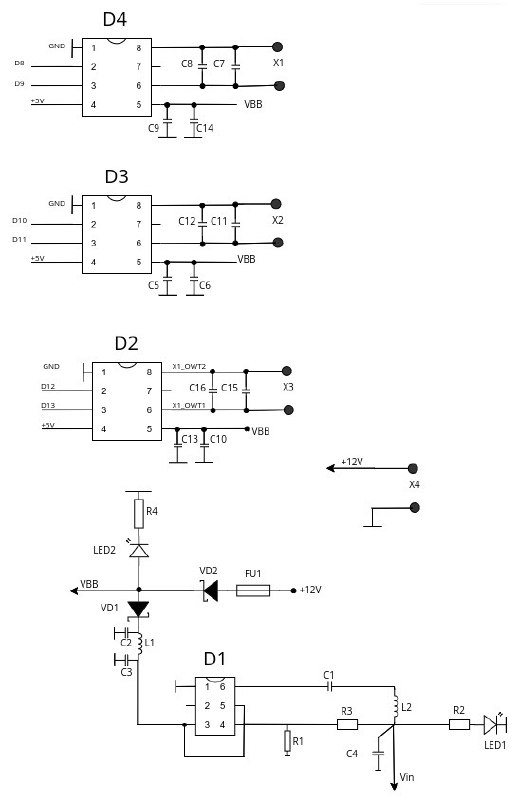 D4
GND 1 8
D8 2 7 C8 C7 X1
D9 3 6
+5V 4 5 VBB
C9 C14
D3
GND 1 8
D10 2 7 C12 C11 X2
D11 3 6
+5V 4 5 VBB
C5 C6
D2
GND 1 8 X1_OWT2
D12 2 7 C16 C15 X3
D13 3 6 X1_OWT1
+5V 4 5 VBB
C13 C10
+12V
X4
R4
LED2
VD2 FU1
VBB +12V
VD1
C2 L1
C3
D1
1 6 C1
2 5 L2
3 4 R3 R2
R1 C4 LED1
Vin